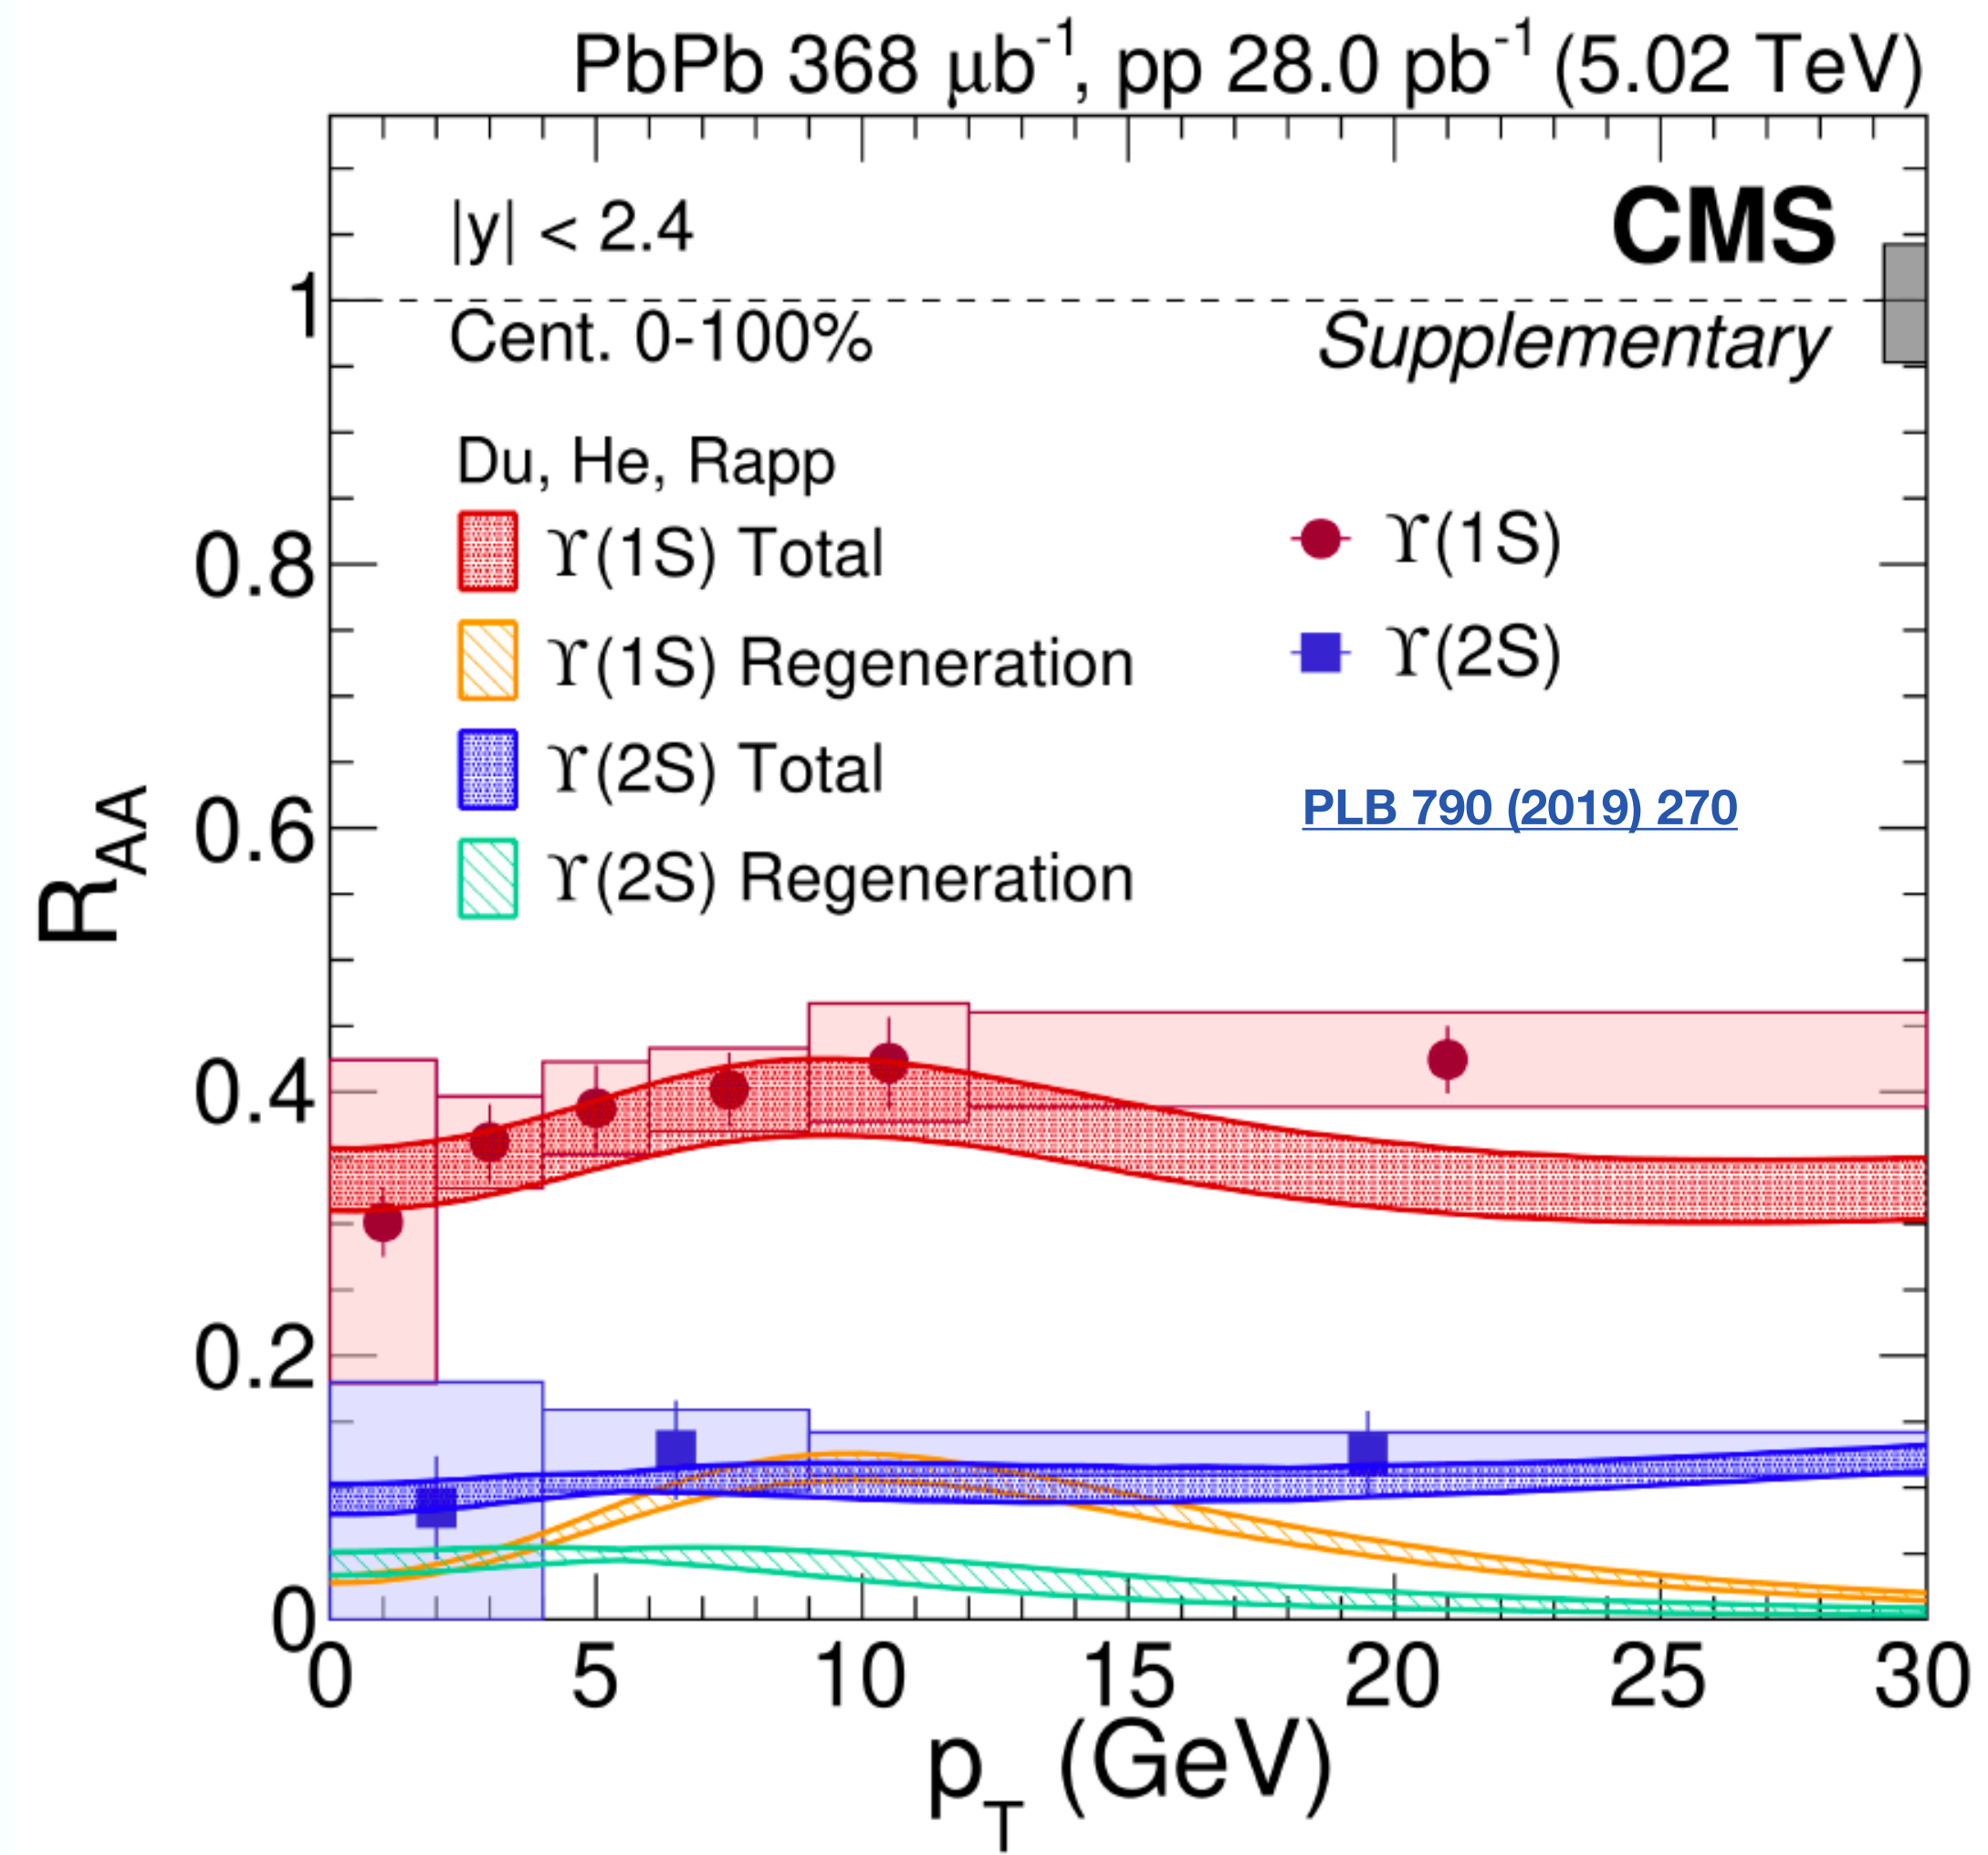 PbPb 368 μb⁻¹, pp 28.0 pb⁻¹ (5.02 TeV)
|y| < 2.4
CMS
Cent. 0-100%
Supplementary
Du, He, Rapp
ϒ(1S) Total
ϒ(1S) Regeneration
ϒ(2S) Total
ϒ(2S) Regeneration
ϒ(1S)
ϒ(2S)
PLB 790 (2019) 270
R_AA
1
0.8
0.6
0.4
0.2
0
0 5 10 15 20 25 30
p_T (GeV)